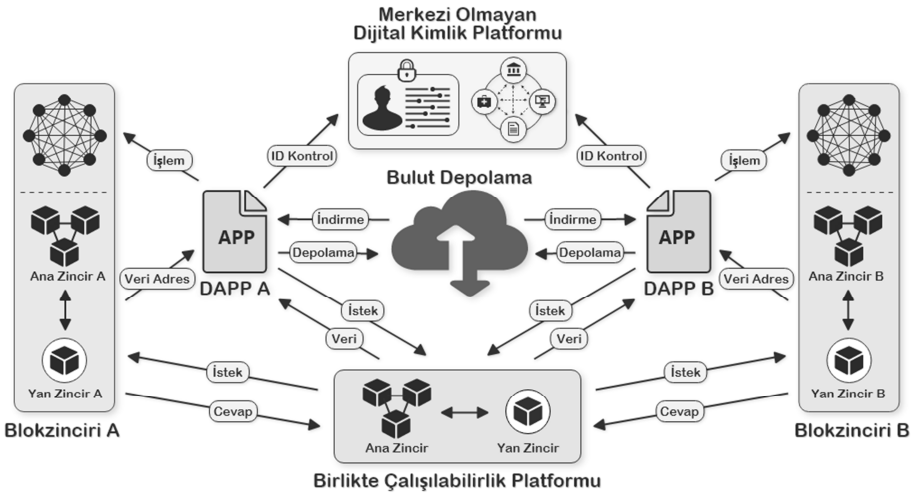 Merkezi Olmayan
Dijital Kimlik Platformu
İşlem
ID Kontrol
ID Kontrol
İşlem
Bulut Depolama
APP
İndirme
İndirme
APP
Depolama
Depolama
Ana Zincir A
Veri Adres
DAPP A
DAPP B
Veri Adres
Ana Zincir B
İstek
İstek
Veri
Veri
Yan Zincir A
İstek
İstek
Yan Zincir B
Cevap
Cevap
Blokzinciri A
Ana Zincir
Yan Zincir
Blokzinciri B
Birlikte Çalışılabilirlik Platformu